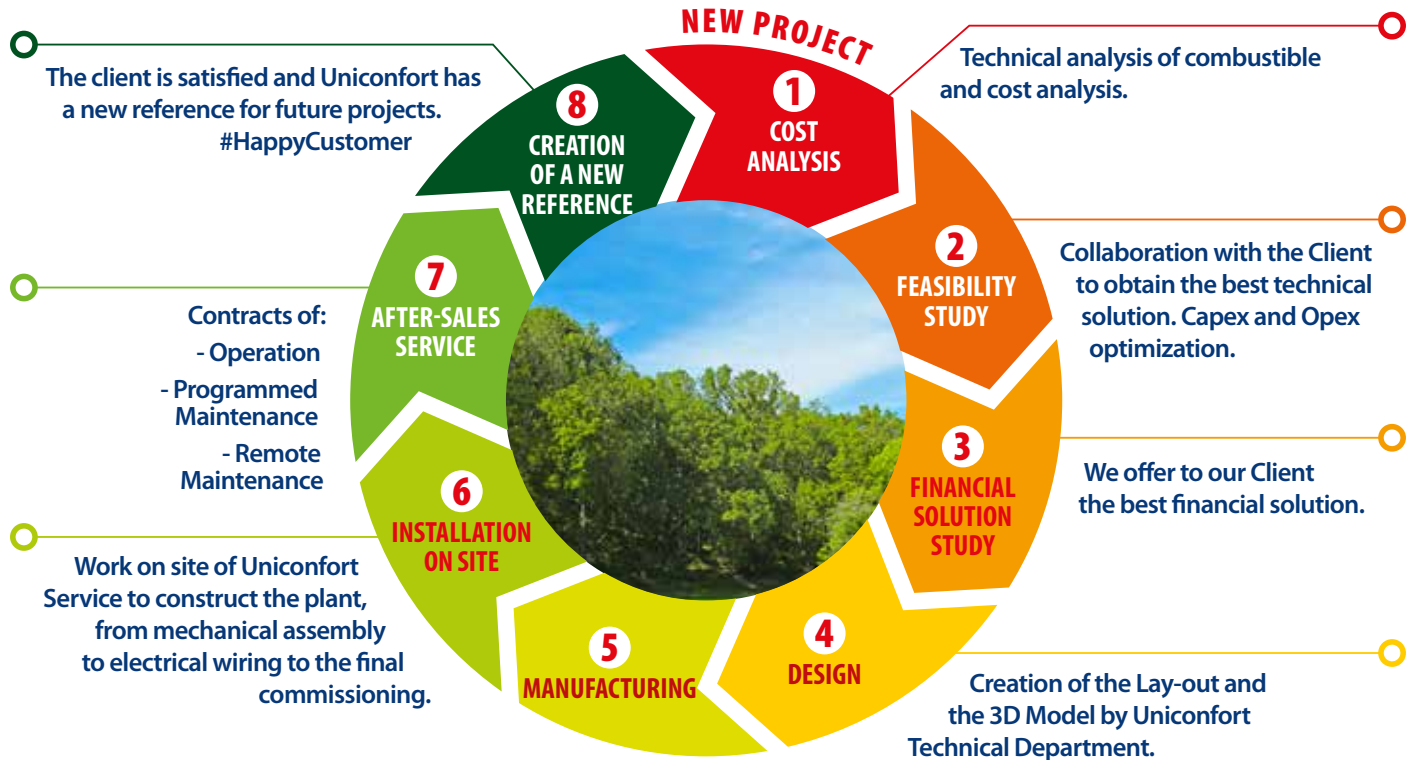 NEW PROJECT
1
COST
ANALYSIS
Technical analysis of combustible
and cost analysis.
2
FEASIBILITY
STUDY
Collaboration with the Client
to obtain the best technical
solution. Capex and Opex
optimization.
3
FINANCIAL
SOLUTION
STUDY
We offer to our Client
the best financial solution.
4
DESIGN
Creation of the Lay-out and
the 3D Model by Uniconfort
Technical Department.
5
MANUFACTURING
6
INSTALLATION
ON SITE
Work on site of Uniconfort
Service to construct the plant,
from mechanical assembly
to electrical wiring to the final
commissioning.
7
AFTER-SALES
SERVICE
Contracts of:
- Operation
- Programmed
Maintenance
- Remote
Maintenance
8
CREATION
OF A NEW
REFERENCE
The client is satisfied and Uniconfort has
a new reference for future projects.
#HappyCustomer